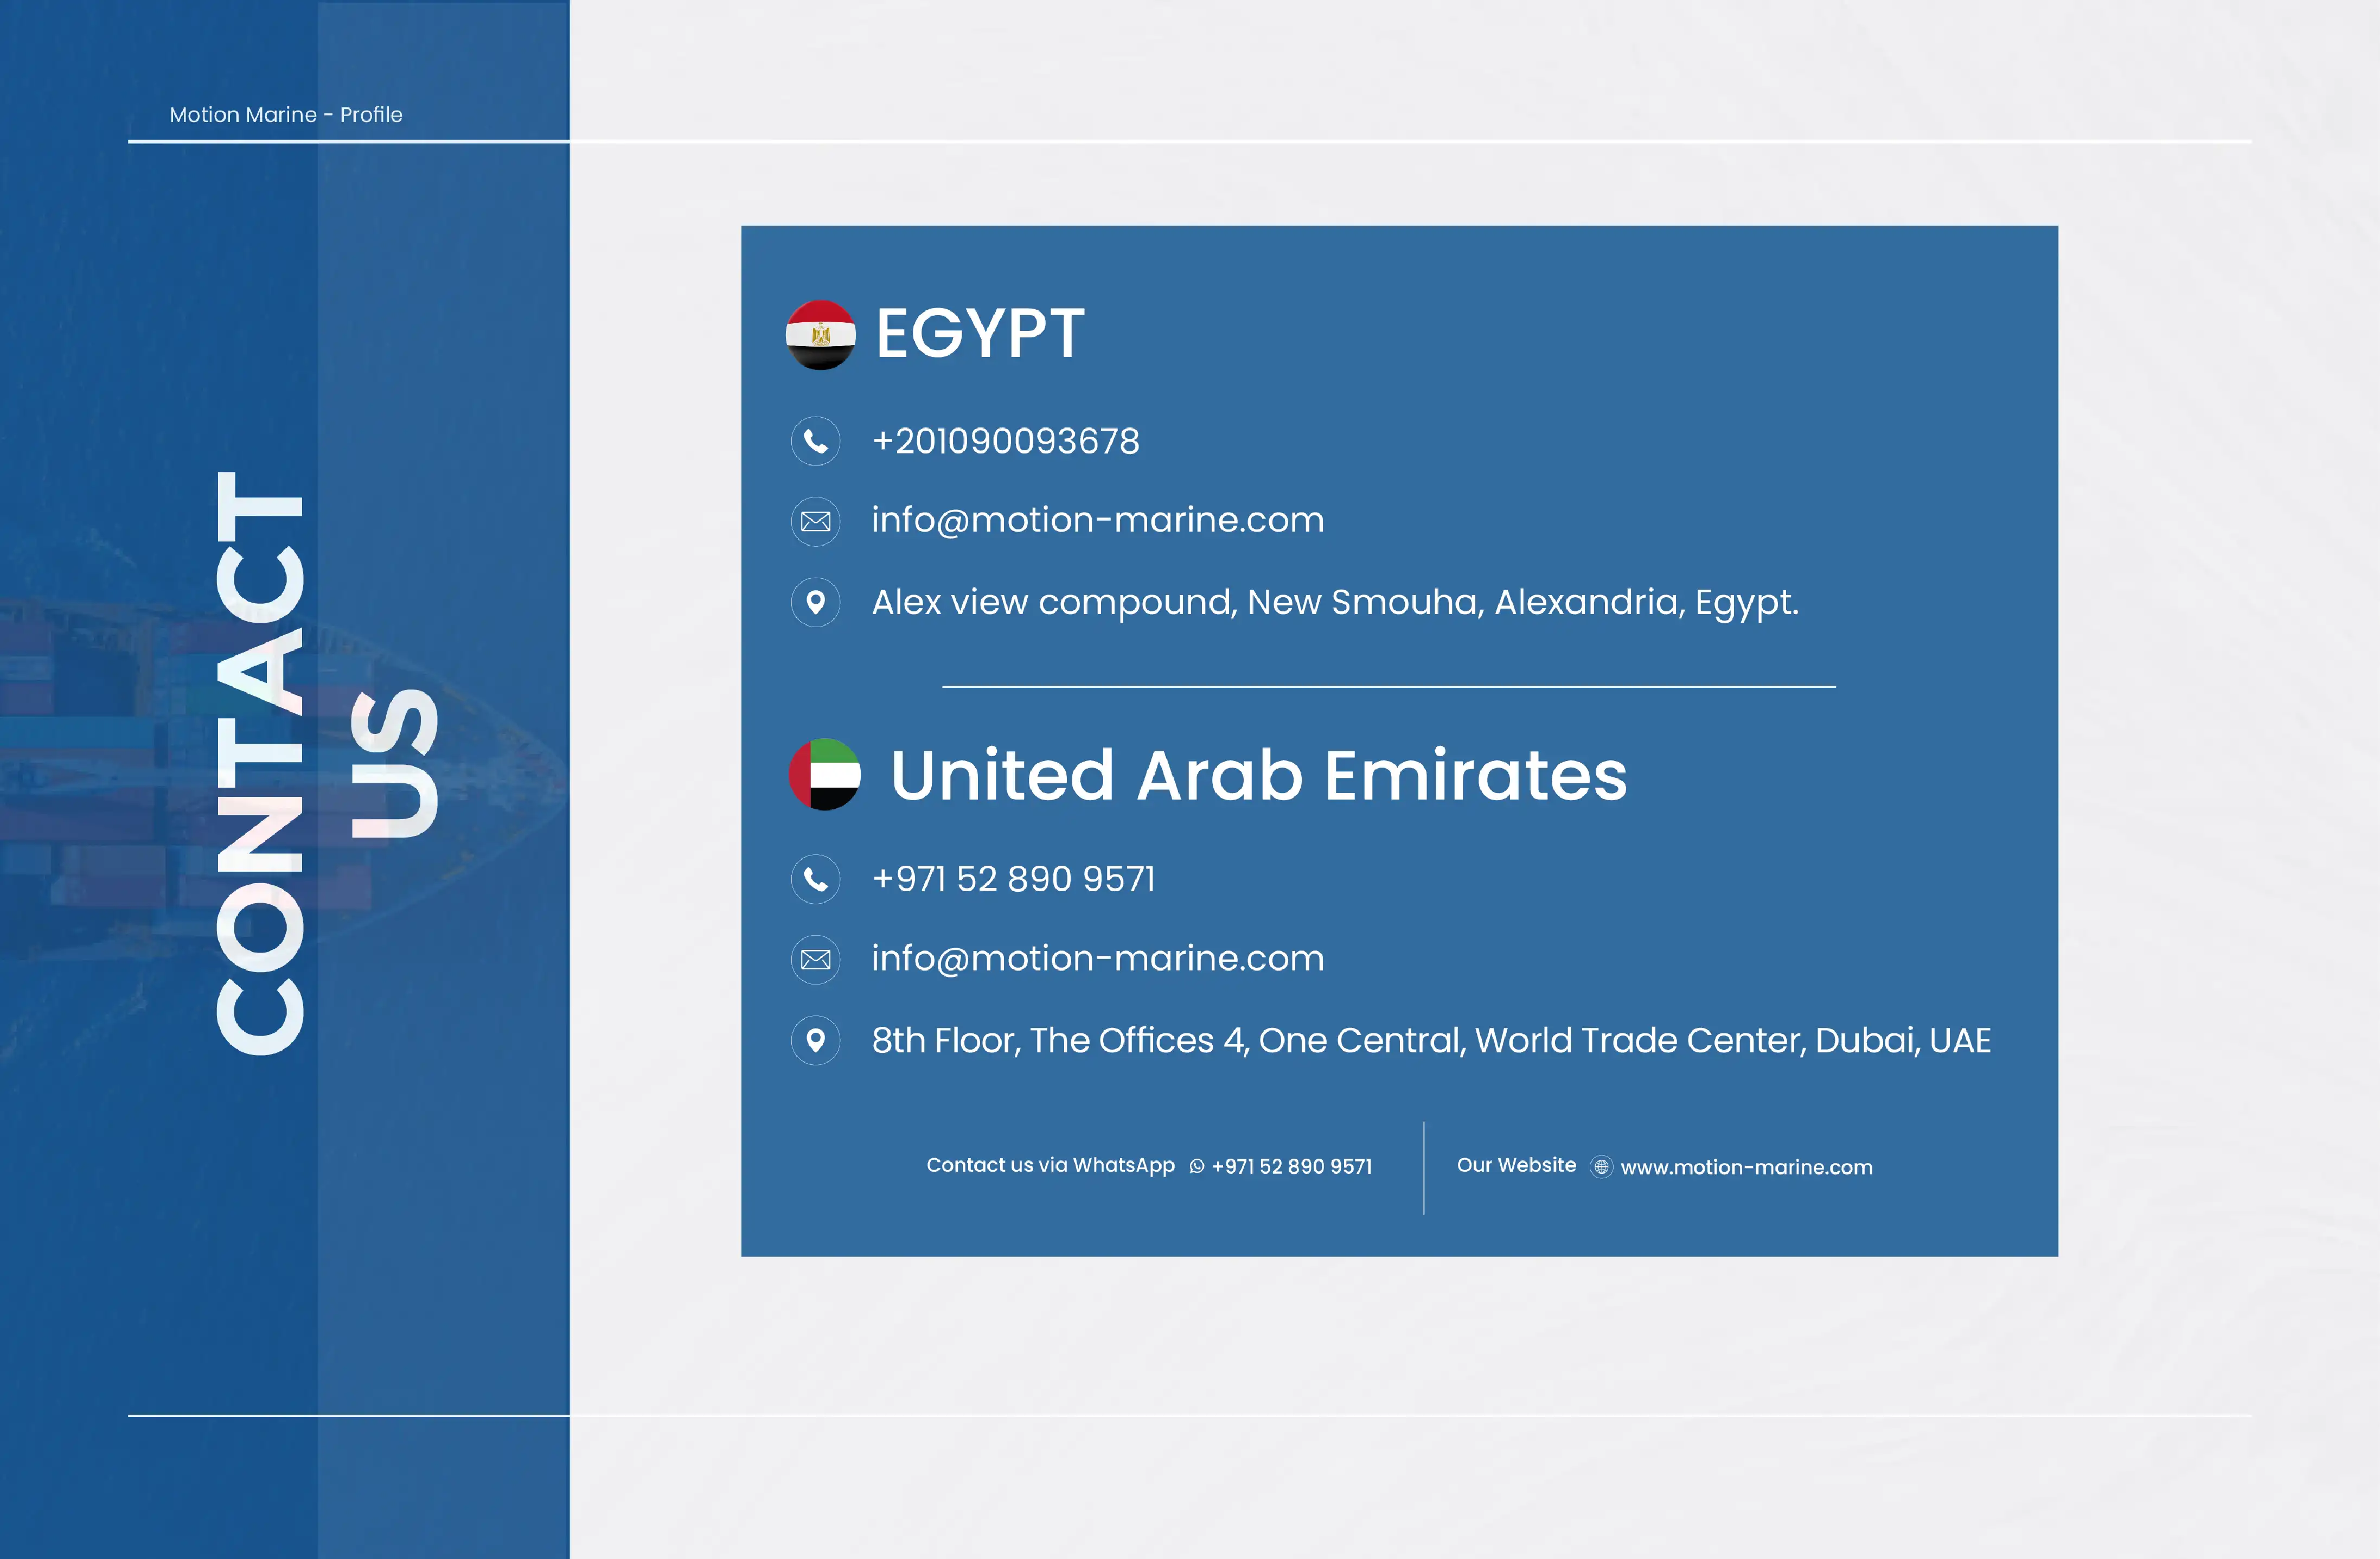 Motion Marine - Profile
CONTACT
US
EGYPT
+201090093678
info@motion-marine.com
Alex view compound, New Smouha, Alexandria, Egypt.
United Arab Emirates
+971 52 890 9571
info@motion-marine.com
8th Floor, The Offices 4, One Central, World Trade Center, Dubai, UAE
Contact us via WhatsApp +971 52 890 9571
Our Website www.motion-marine.com